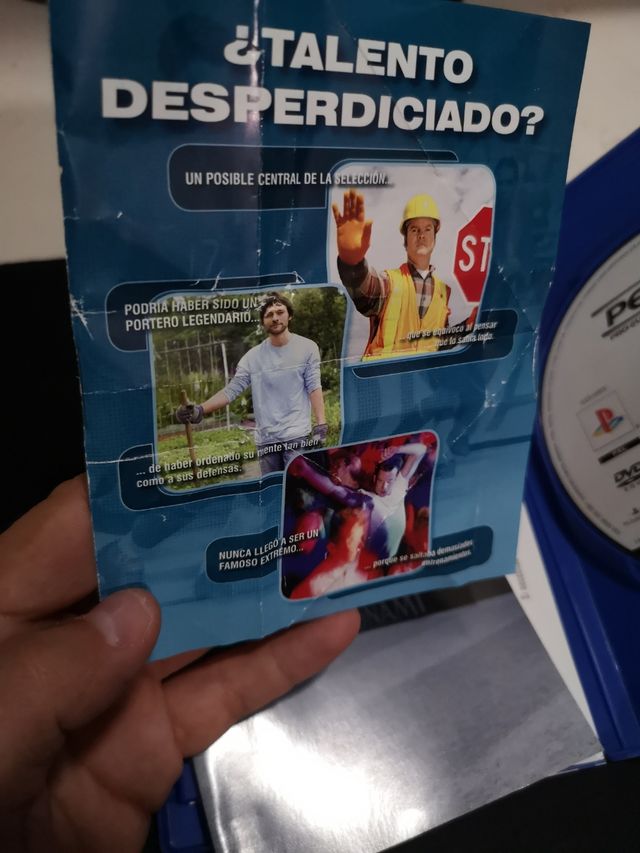 ¿TALENTO
DESPERDICIADO?
UN POSIBLE CENTRAL DE LA SELECCIÓN...
ST
...que se equivocó al pensar
que lo sabía todo.
PODRÍA HABER SIDO UN
PORTERO LEGENDARIO...
... de haber ordenado su mente tan bien
como a sus defensas.
NUNCA LLEGÓ A SER UN
FAMOSO EXTREMO...
... porque se saltaba demasiados
entrenamientos.
KONAMI
DVD